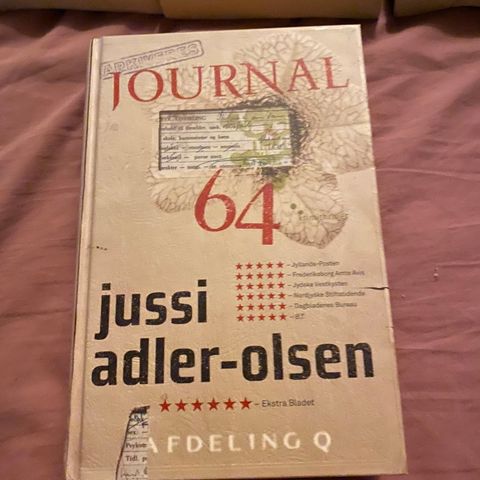 ARKIVERES
JOURNAL
64
★★★★★★ – Jyllands-Posten
★★★★★★ – Frederiksborg Amts Avis
★★★★★★ – Jydske Vestkysten
★★★★★★ – Nordjyske Stiftstidende
★★★★★★ – Dagbladenes Bureau
★★★★★★ – B.T.
jussi
adler-olsen
★★★★★★ – Ekstra Bladet
AFDELING Q